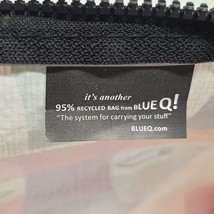 it's another
95% RECYCLED BAG from BLUE Q!
"The system for carrying your stuff"
BLUEQ.com